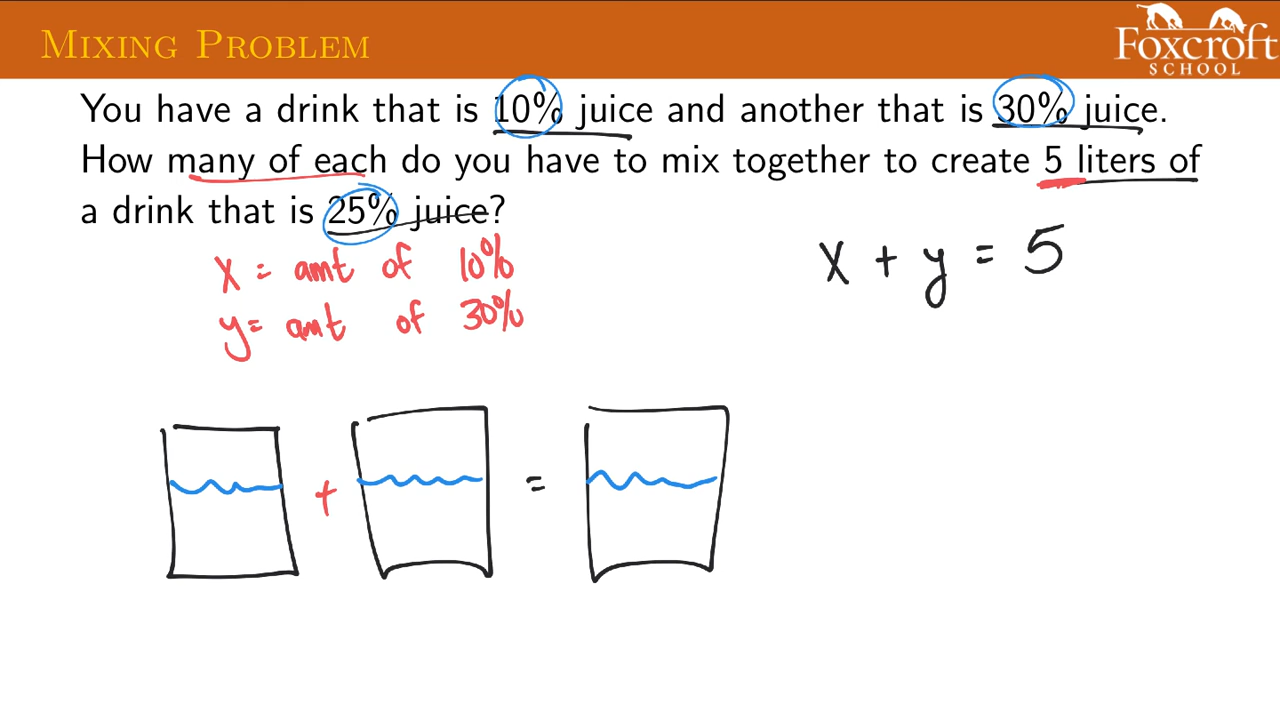 MIXING PROBLEM
Foxcroft
SCHOOL
You have a drink that is 10% juice and another that is 30% juice.
How many of each do you have to mix together to create 5 liters of
a drink that is 25% juice?
x = amt of 10%
y = amt of 30%
x + y = 5
+ =